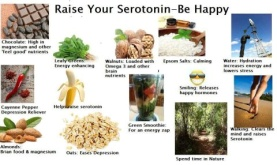 Raise Your Serotonin-Be Happy
Chocolate: High in
magnesium and other
'feel good' nutrients
Leafy Greens:
Energy enhancing
Walnuts: Loaded with
Omega 3 and other
brain
nutrients
Epsom Salts: Calming
Water: Hydration
increases energy and
lowers stress
Cayenne Pepper
Depression Reliever
serotonin
Smiling: Releases
happy hormones
Green Smoothie:
For an energy zap
Walking: Clears the
mind and raises
Serotonin
Almonds:
Brian food & magnesium
Oats: Eases Depression
Spend time in Nature